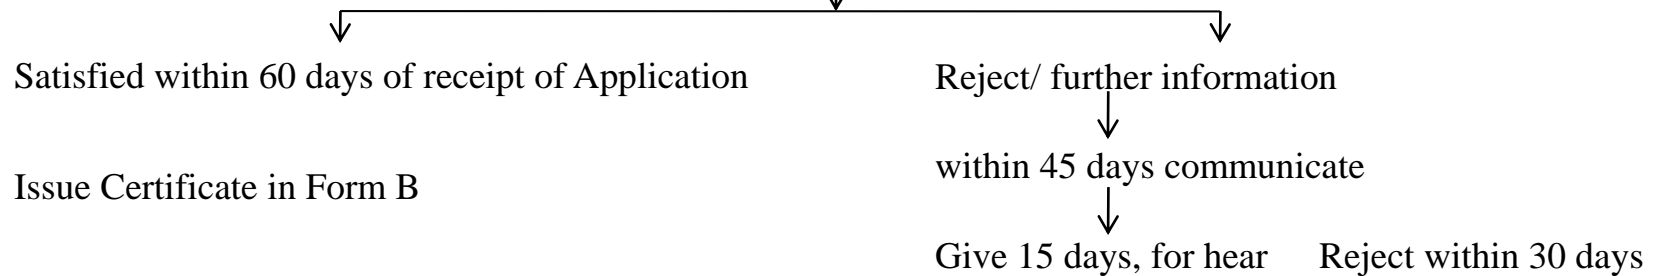 Satisfied within 60 days of receipt of Application
Issue Certificate in Form B
Reject/ further information
within 45 days communicate
Give 15 days, for hear
Reject within 30 days